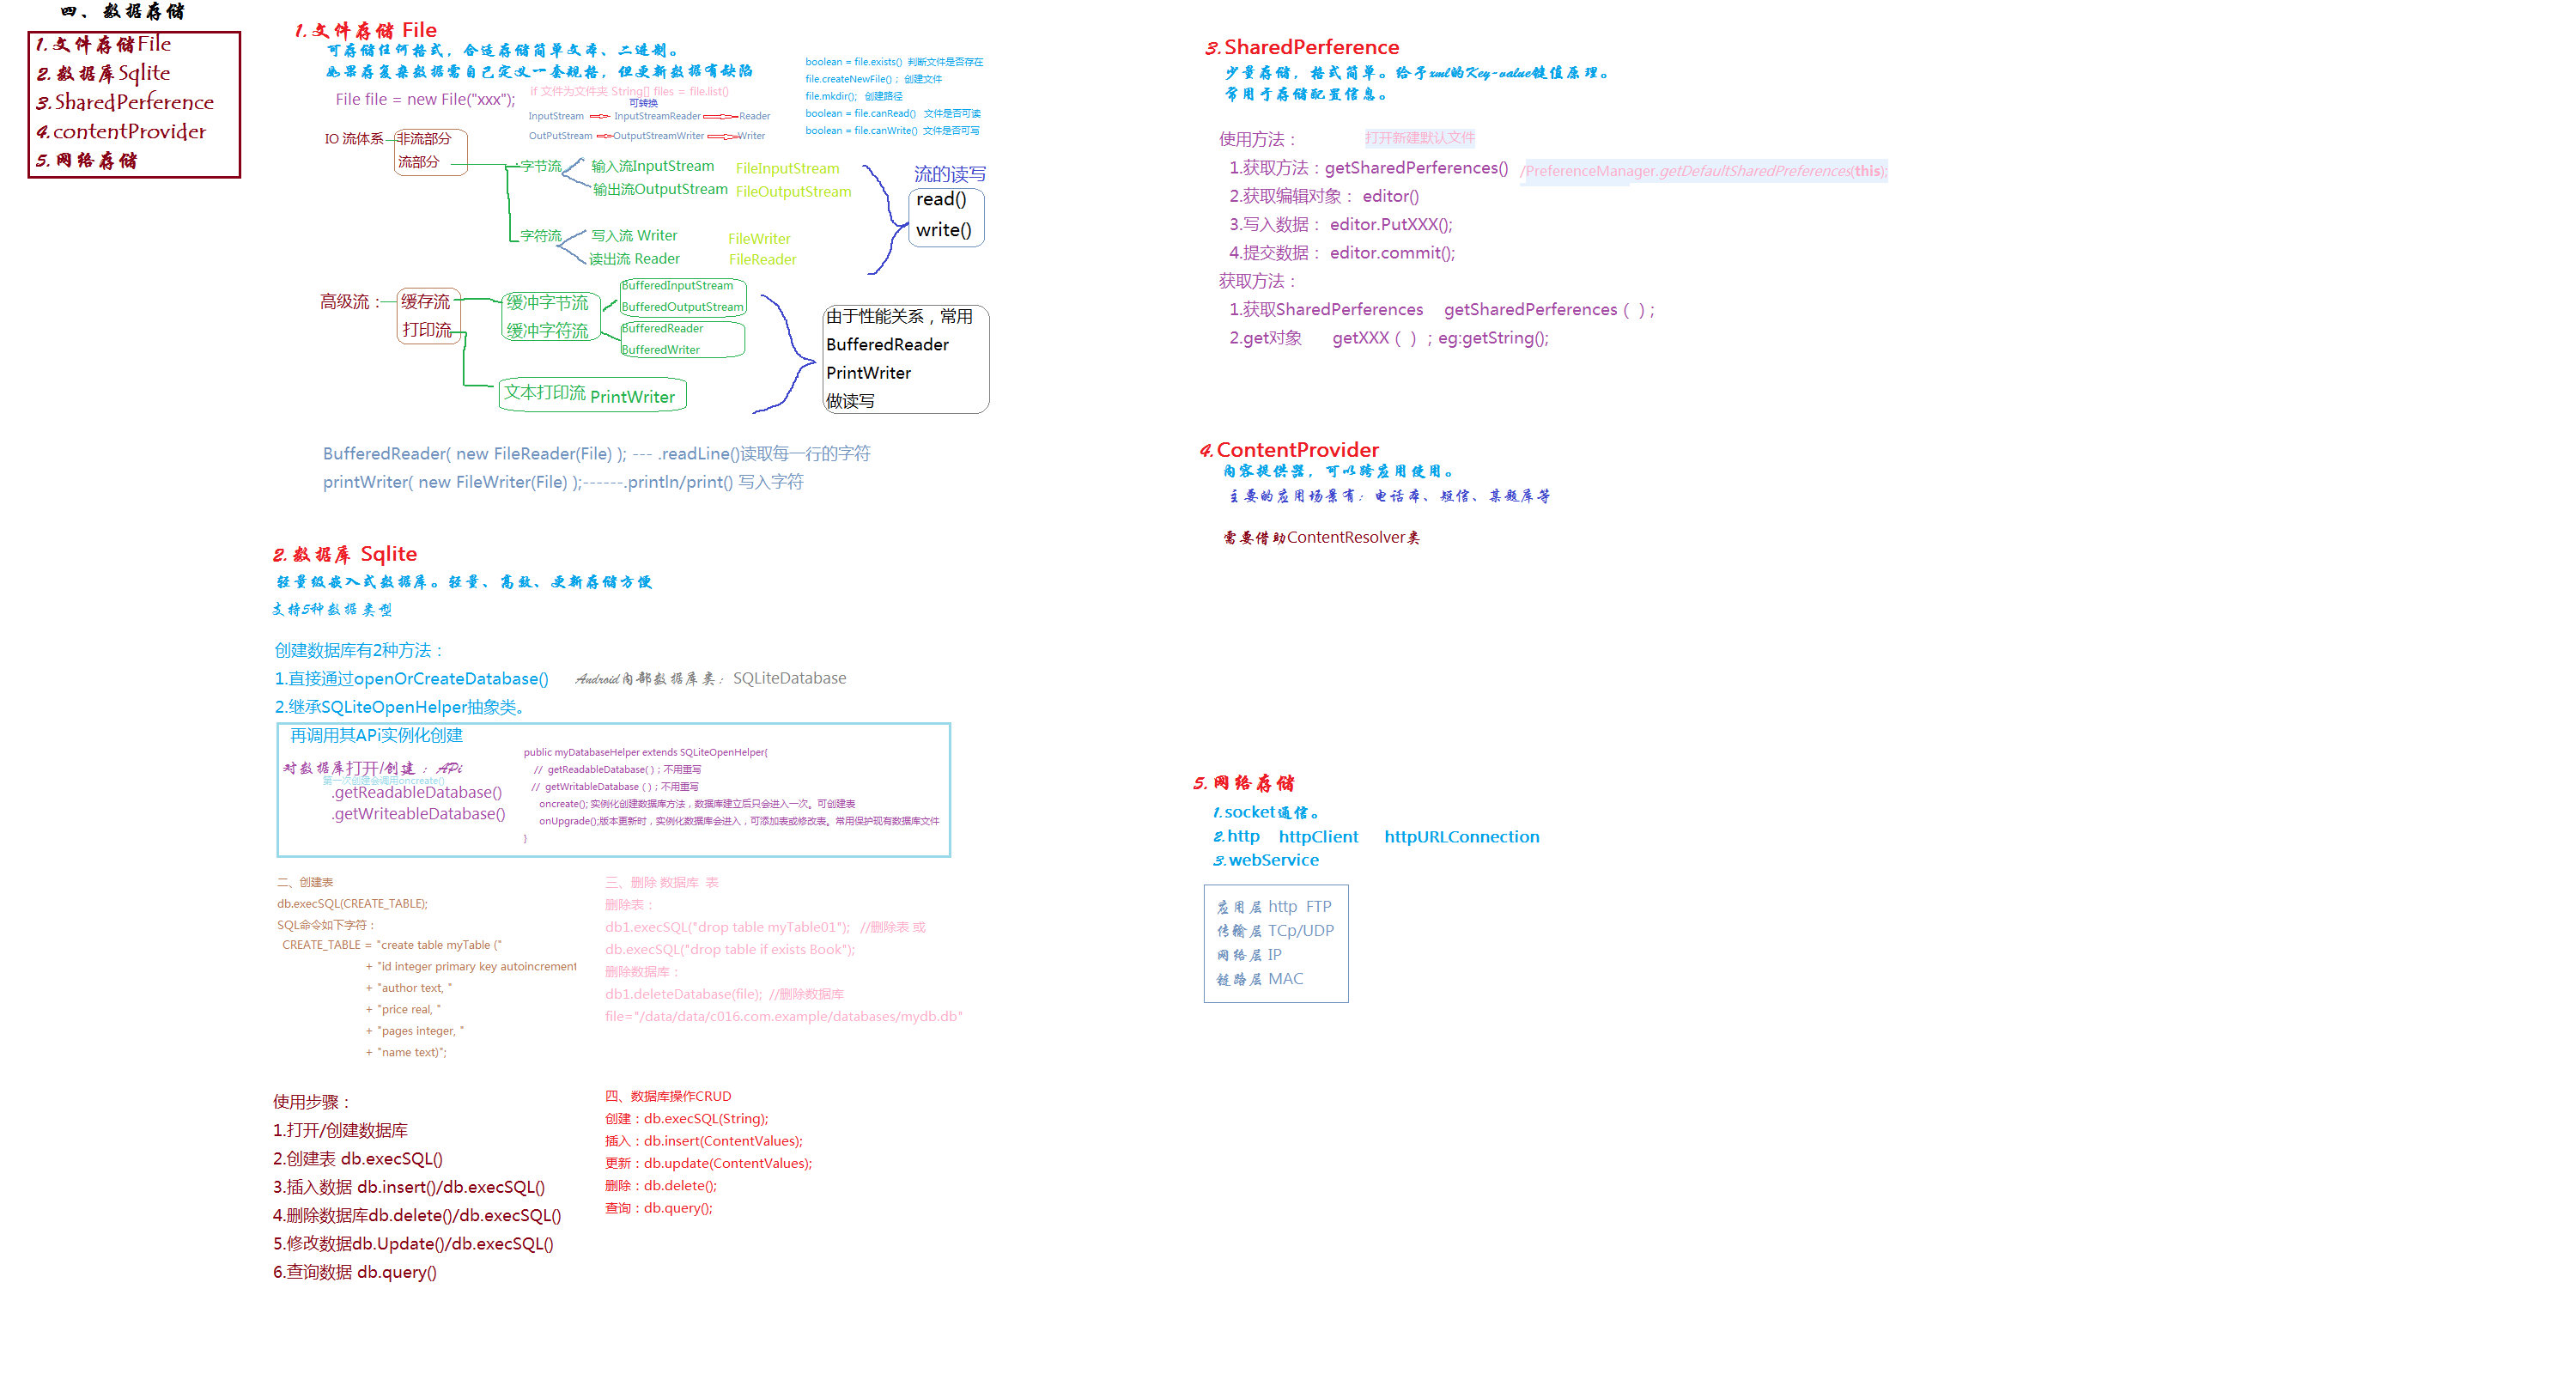 四、数据存储
1.文件存储File
2.数据库Sqlite
3.SharedPerference
4.contentProvider
5.网络存储
1.文件存储 File
可存储任何格式，合适存储简单文本、二进制。
如果存复杂数据需自己定义一套规格，但更新数据有缺陷
File file = new File("xxx");
if 文件为文件夹 String[] files = file.list()
可转换
InputStream InputStreamReader Reader
OutPutStream OutputStreamWriter Writer
boolean = file.exists() 判断文件是否存在
file.createNewFile()；创建文件
file.mkdir(); 创建路径
boolean = file.canRead() 文件是否可读
boolean = file.canWrite() 文件是否可写
IO 流体系
非流部分
流部分
字节流
输入流InputStream FileInputStream
输出流OutputStream FileOutputStream
字符流
写入流 Writer FileWriter
读出流 Reader FileReader
流的读写
read()
write()
高级流：
缓存流
打印流
缓冲字节流
缓冲字符流
BufferedInputStream
BufferedOutputStream
BufferedReader
BufferedWriter
文本打印流 PrintWriter
由于性能关系，常用
BufferedReader
PrintWriter
做读写
BufferedReader( new FileReader(File) ); --- .readLine()读取每一行的字符
printWriter( new FileWriter(File) );------.println/print() 写入字符
2.数据库 Sqlite
轻量级嵌入式数据库。轻量、高效、更新存储方便
支持5种数据类型
创建数据库有2种方法：
1.直接通过openOrCreateDatabase() Android内部数据库类：SQLiteDatabase
2.继承SQLiteOpenHelper抽象类。
再调用其APi实例化创建
对数据库打开/创建：APi
第一次创建会调用oncreate()
.getReadableDatabase()
.getWriteableDatabase()
public myDatabaseHelper extends SQLiteOpenHelper{
// getReadableDatabase( )；不用重写
// getWritableDatabase ( )；不用重写
oncreate(); 实例化创建数据库方法，数据库建立后只会进入一次。可创建表
onUpgrade();版本更新时，实例化数据库会进入，可添加表或修改表。常用保护现有数据库文件
}
二、创建表
db.execSQL(CREATE_TABLE);
SQL命令如下字符：
CREATE_TABLE = "create table myTable ("
+ "id integer primary key autoincrement
+ "author text, "
+ "price real, "
+ "pages integer, "
+ "name text)";
三、删除 数据库 表
删除表：
db1.execSQL("drop table myTable01"); //删除表 或
db.execSQL("drop table if exists Book");
删除数据库：
db1.deleteDatabase(file); //删除数据库
file="/data/data/c016.com.example/databases/mydb.db"
使用步骤：
1.打开/创建数据库
2.创建表 db.execSQL()
3.插入数据 db.insert()/db.execSQL()
4.删除数据库db.delete()/db.execSQL()
5.修改数据db.Update()/db.execSQL()
6.查询数据 db.query()
四、数据库操作CRUD
创建：db.execSQL(String);
插入：db.insert(ContentValues);
更新：db.update(ContentValues);
删除：db.delete();
查询：db.query();
3.SharedPerference
少量存储，格式简单。给予xml的Key-value键值原理。
常用于存储配置信息。
使用方法：
打开新建默认文件
1.获取方法：getSharedPerferences() /PreferenceManager.getDefaultSharedPreferences(this);
2.获取编辑对象： editor()
3.写入数据： editor.PutXXX();
4.提交数据： editor.commit();
获取方法：
1.获取SharedPerferences getSharedPerferences（ ）;
2.get对象 getXXX（ ）；eg:getString();
4.ContentProvider
内容提供器，可以跨应用使用。
主要的应用场景有：电话本、短信、某题库等
需要借助ContentResolver类
5.网络存储
1.socket通信。
2.http httpClient httpURLConnection
3.webService
应用层 http FTP
传输层 TCp/UDP
网络层 IP
链路层 MAC